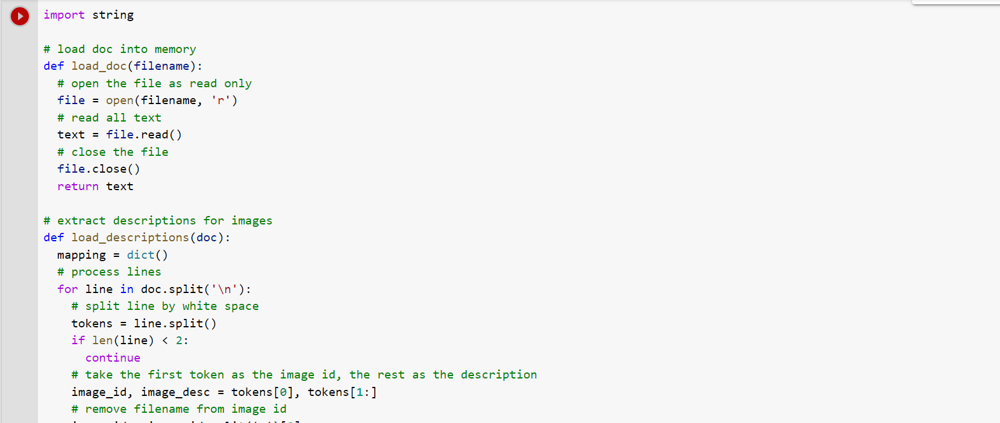 import string

# load doc into memory
def load_doc(filename):
  # open the file as read only
  file = open(filename, 'r')
  # read all text
  text = file.read()
  # close the file
  file.close()
  return text

# extract descriptions for images
def load_descriptions(doc):
  mapping = dict()
  # process lines
  for line in doc.split('\n'):
    # split line by white space
    tokens = line.split()
    if len(line) < 2:
      continue
    # take the first token as the image id, the rest as the description
    image_id, image_desc = tokens[0], tokens[1:]
    # remove filename from image id